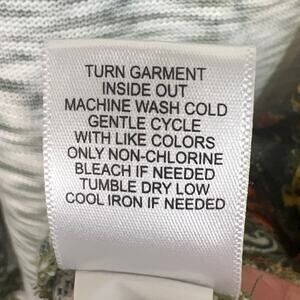 TURN GARMENT
INSIDE OUT
MACHINE WASH COLD
GENTLE CYCLE
WITH LIKE COLORS
ONLY NON-CHLORINE
BLEACH IF NEEDED
TUMBLE DRY LOW
COOL IRON IF NEEDED